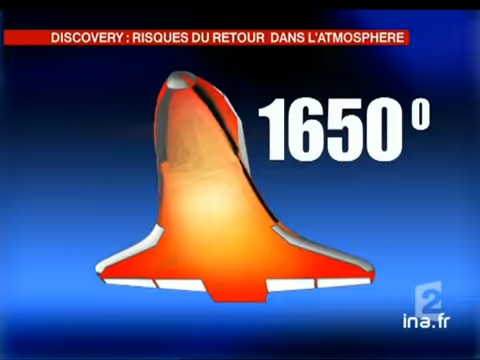 DISCOVERY : RISQUES DU RETOUR DANS L'ATMOSPHERE
1650°
2
ina.fr